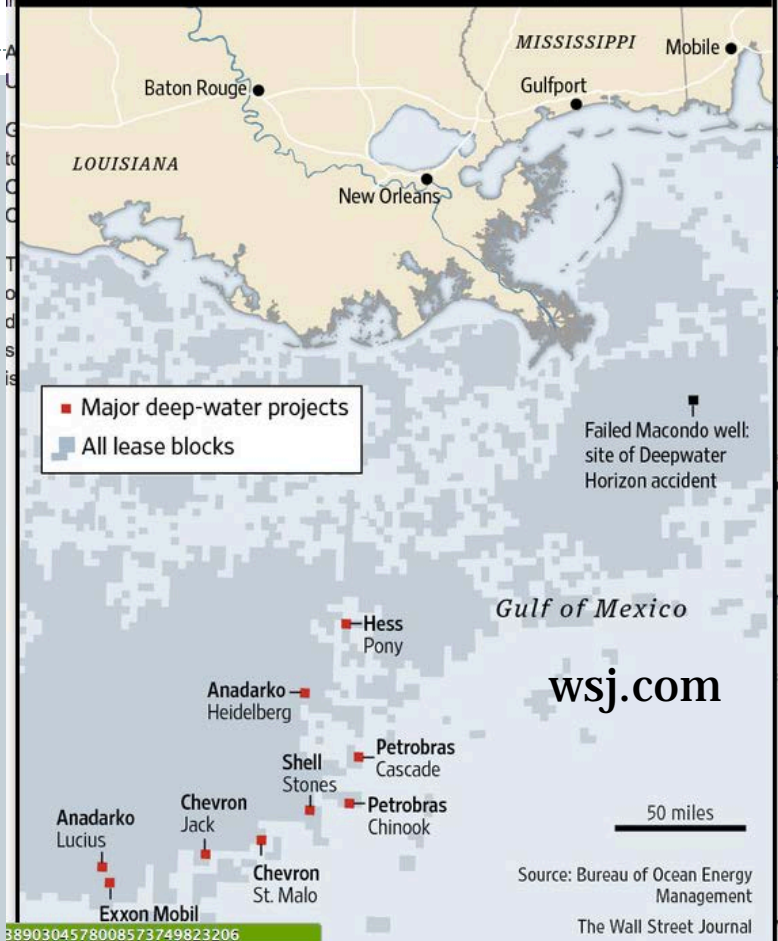 MISSISSIPPI
Mobile
Baton Rouge
Gulfport
LOUISIANA
New Orleans
Major deep-water projects
All lease blocks
Failed Macondo well:
site of Deepwater
Horizon accident
Gulf of Mexico
Hess
Pony
wsj.com
Anadarko
Heidelberg
Petrobras
Cascade
Shell
Stones
Petrobras
Chinook
Chevron
Jack
50 miles
Anadarko
Lucius
Chevron
St. Malo
Exxon Mobil
Source: Bureau of Ocean Energy
Management
The Wall Street Journal